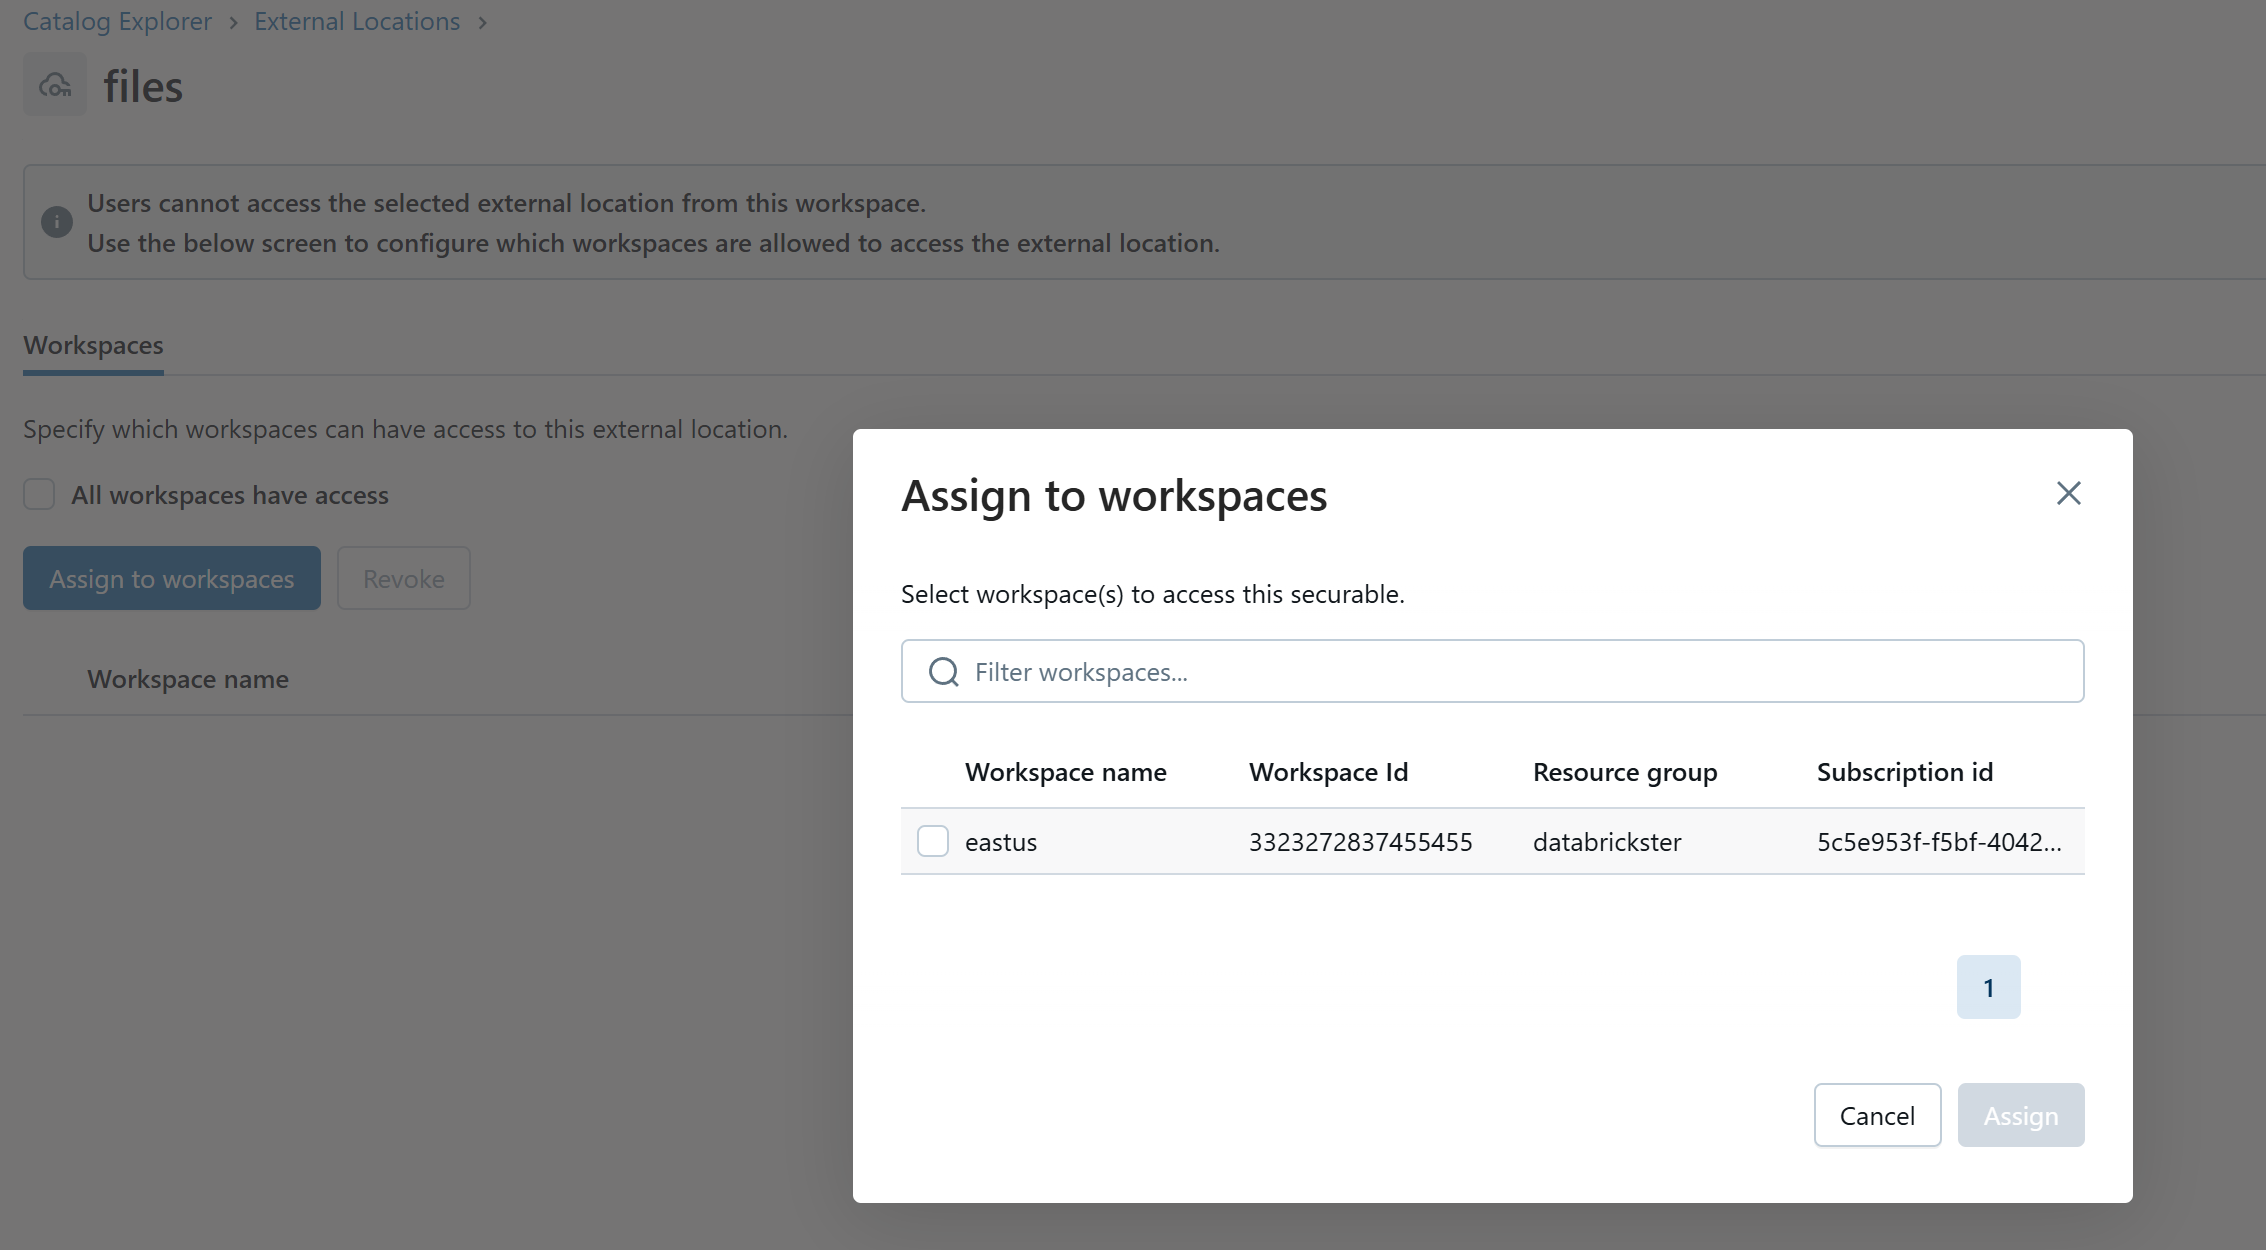 Catalog Explorer > External Locations >
files
Users cannot access the selected external location from this workspace.
Use the below screen to configure which workspaces are allowed to access the external location.
Workspaces
Specify which workspaces can have access to this external location.
All workspaces have access
Assign to workspaces Revoke
Workspace name
Assign to workspaces
Select workspace(s) to access this securable.
Filter workspaces...
Workspace name Workspace Id Resource group Subscription id
eastus 3323272837455455 databrickster 5c5e953f-f5bf-4042...
1
Cancel Assign